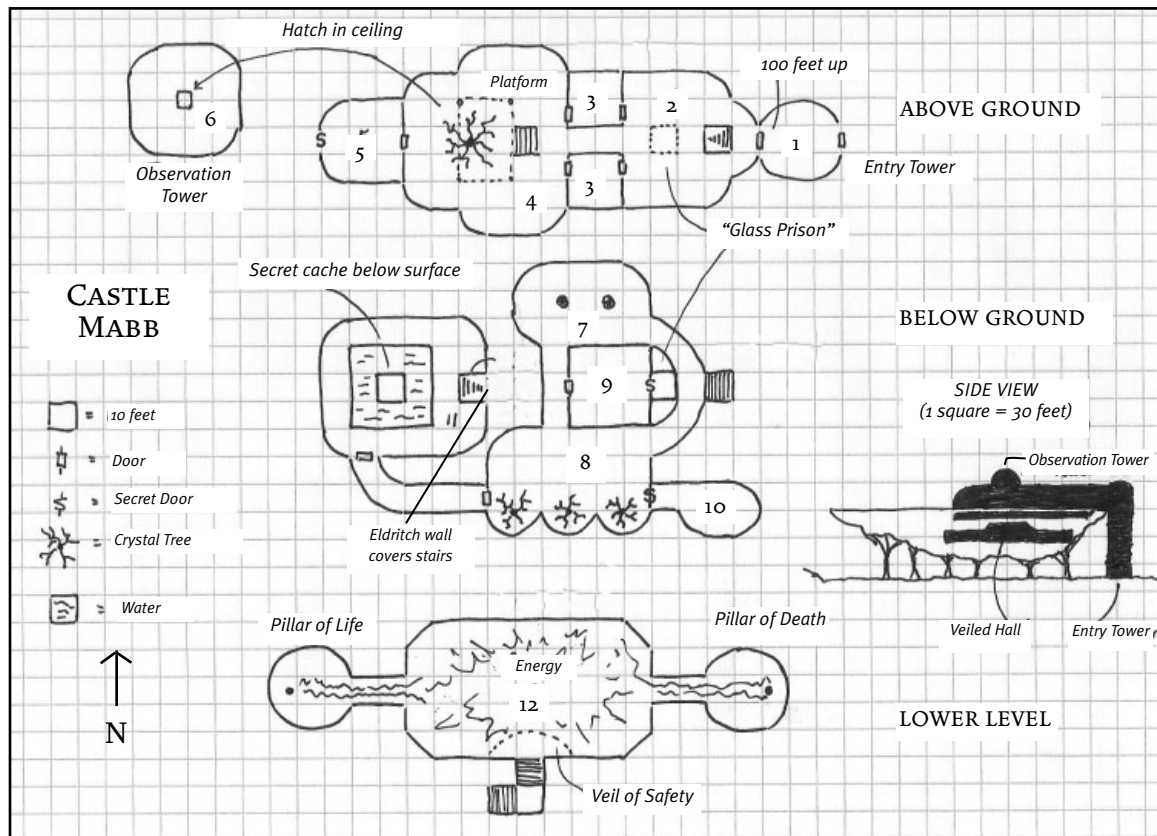 Hatch in ceiling
100 feet up
Platform
ABOVE GROUND
6
3
2
5
4
3
1
Observation
Tower
Entry Tower
"Glass Prison"
Secret cache below surface
CASTLE
MABB
BELOW GROUND
7
9
SIDE VIEW
(1 square = 30 feet)
= 10 feet
= Door
= Secret Door
= Crystal Tree
= Water
8
10
S
S
S
11
Observation Tower
Eldritch wall
covers stairs
Veiled Hall
Entry Tower
Pillar of Life
Pillar of Death
Energy
12
N
LOWER LEVEL
Veil of Safety